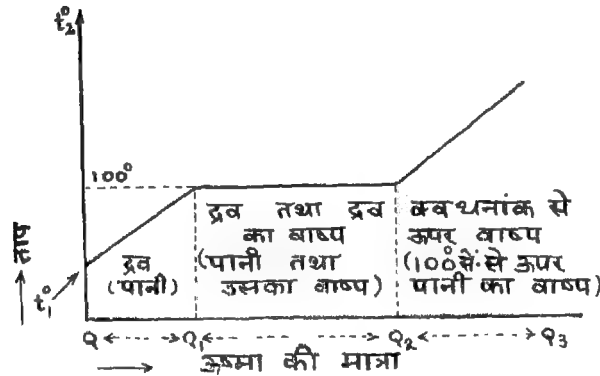 t₂°
100°
द्रव तथा द्रव
का वाष्प
(पानी तथा
उसका वाष्प)
क्वथनांक से
ऊपर वाष्प
(100° सें. से ऊपर
पानी का वाष्प)
द्रव
(पानी)
ताप
t₁°
Q Q₁ Q₂ Q₃
ऊष्मा की मात्रा